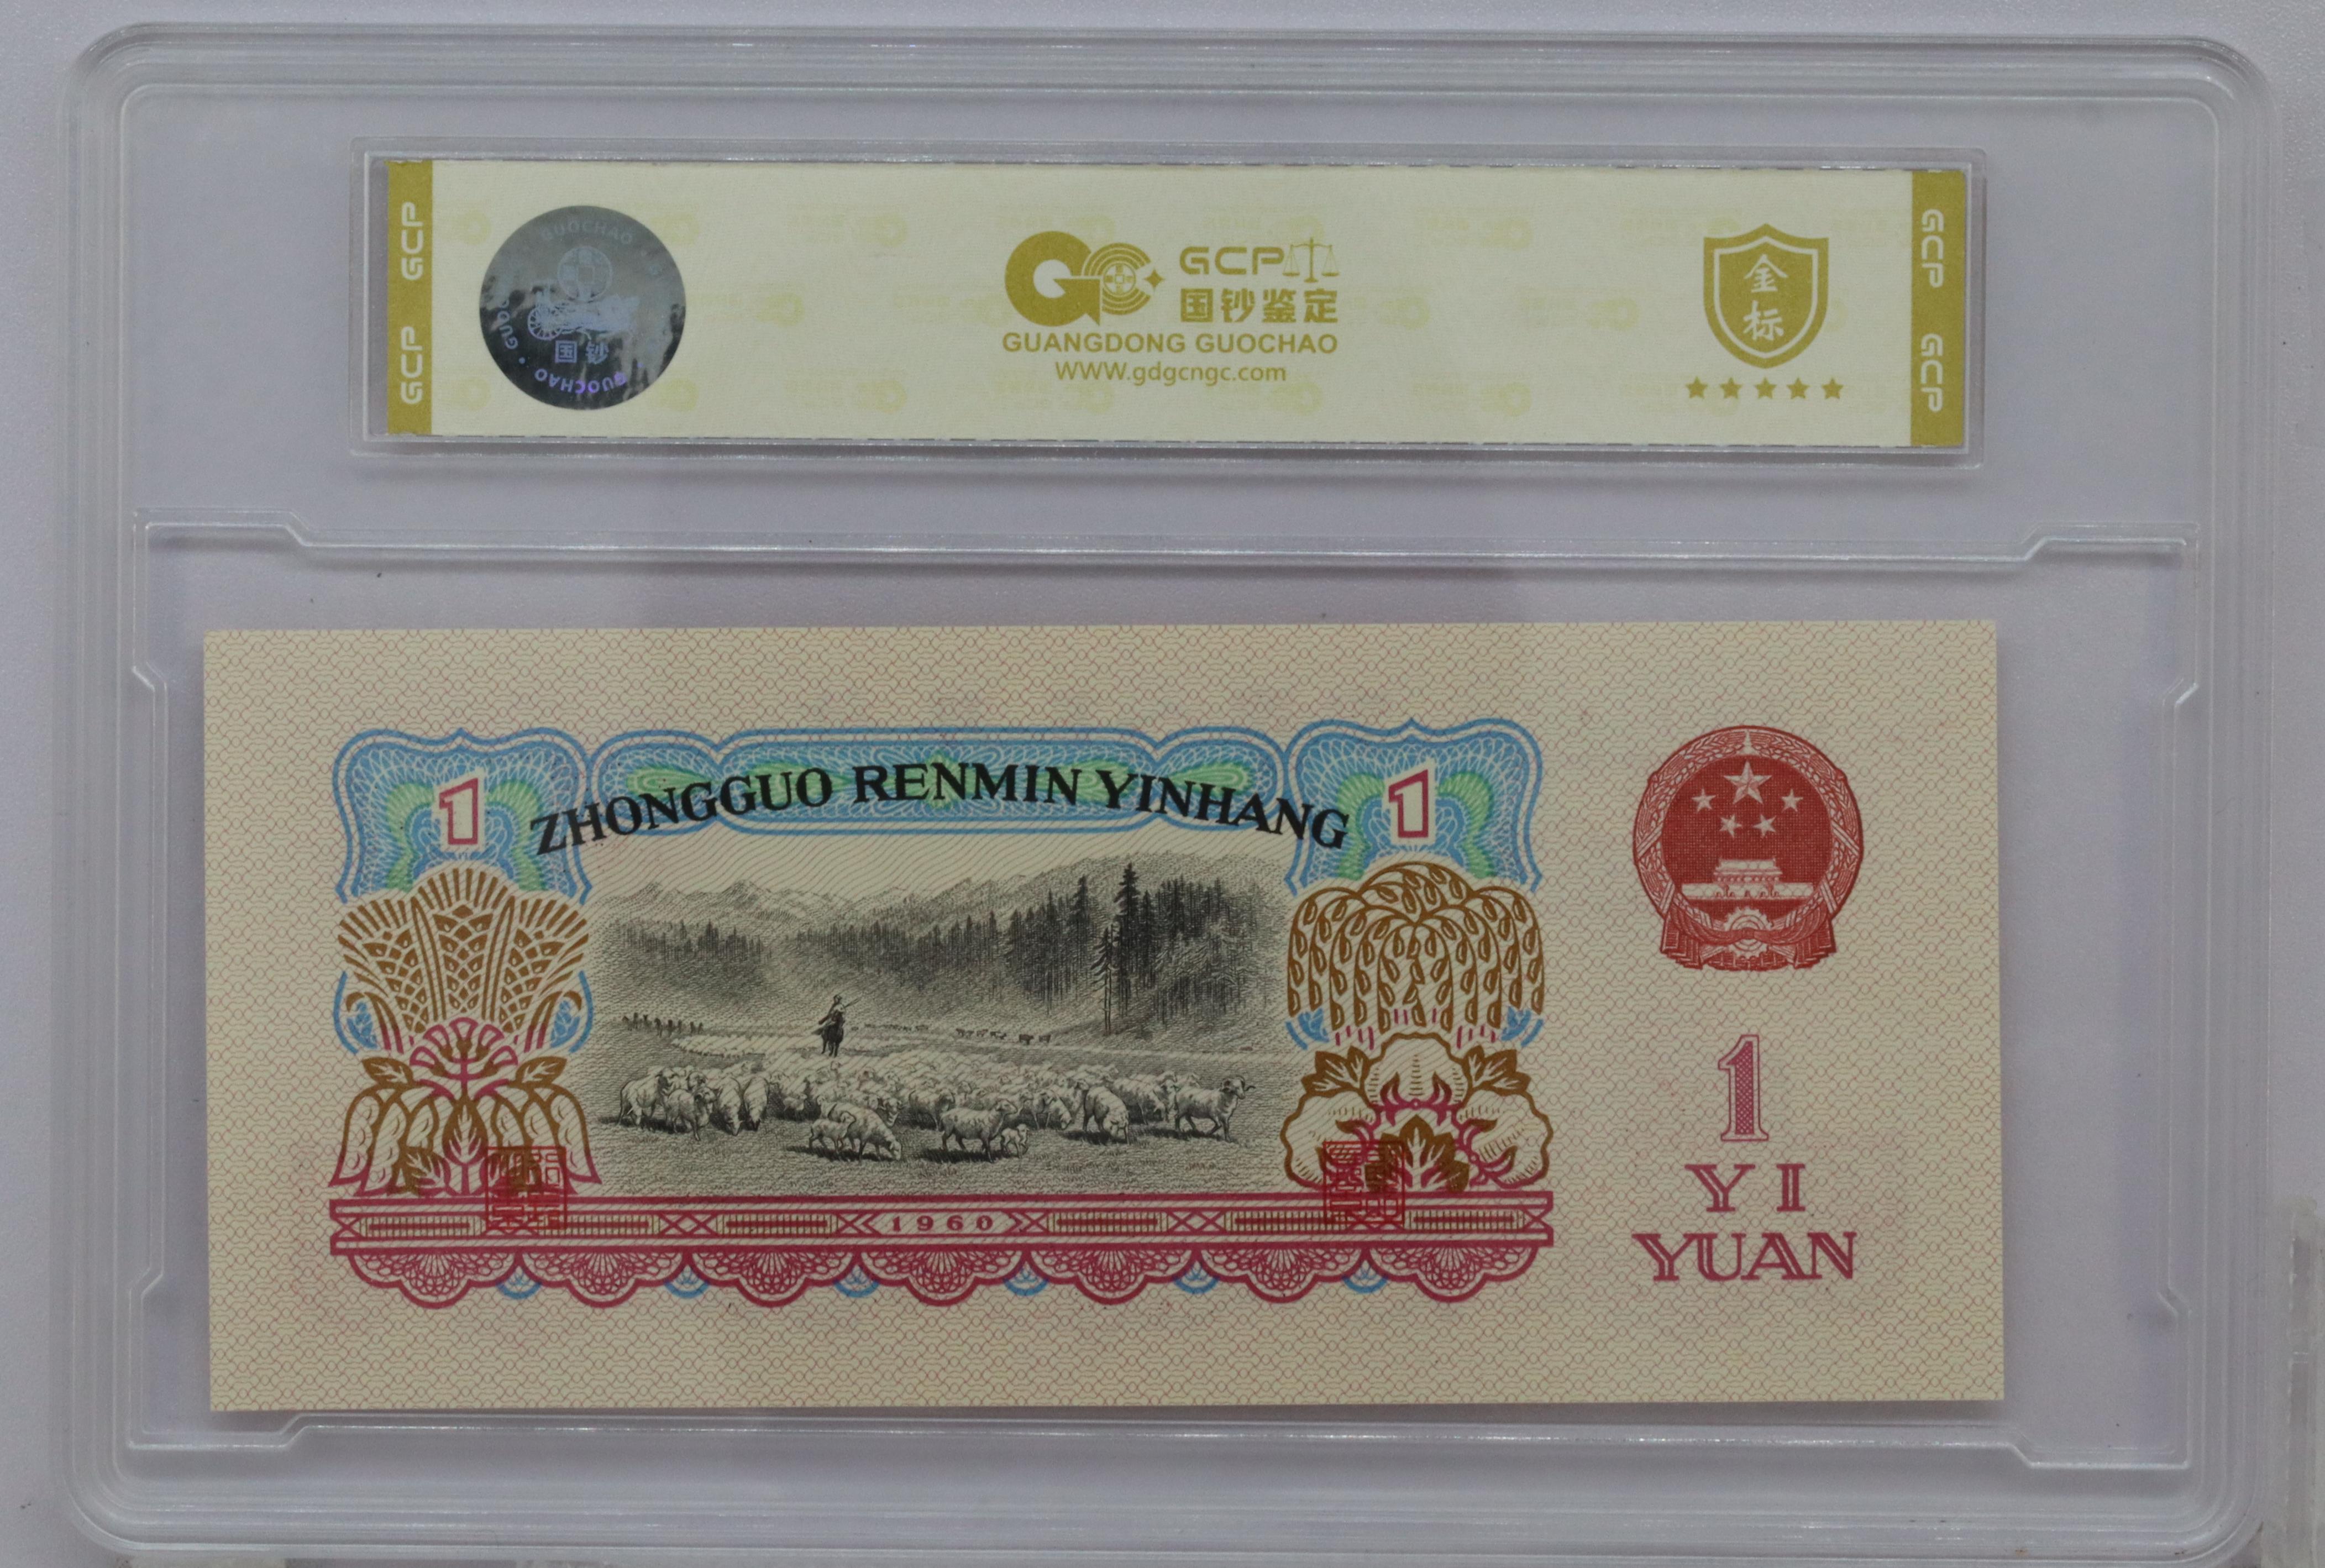 GCP GCP
GUOCHAO
国钞
GUOCHAO
GCP
国钞鉴定
GUANGDONG GUOCHAO
WWW.gdgcngc.com
金
标
GCP GCP
1
ZHONGGUO RENMIN YINHANG
1
1960
1
YI
YUAN